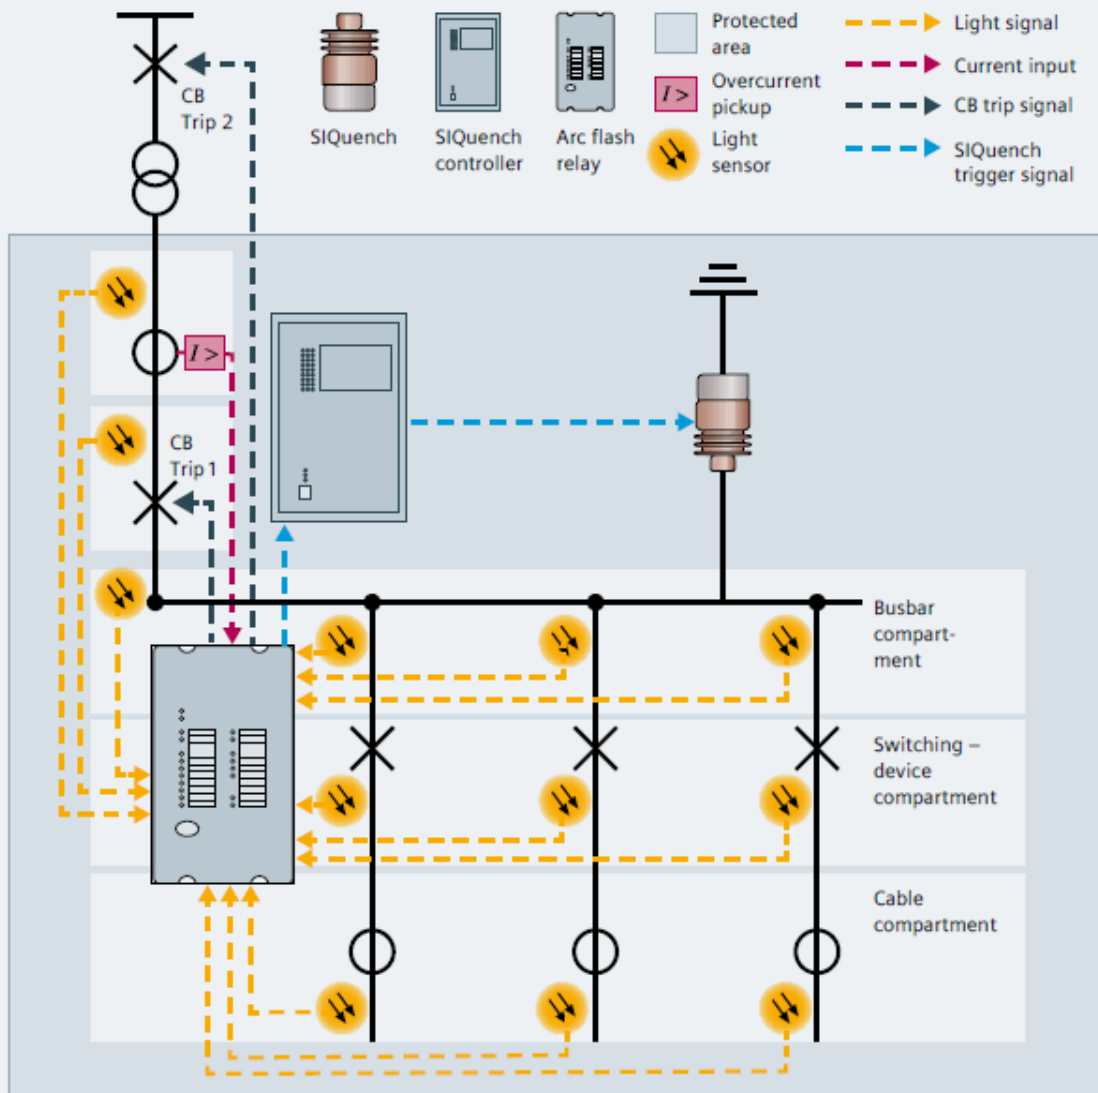 CB
Trip 2
SIQuench
SIQuench
controller
Arc flash
relay
Protected
area
I >
Overcurrent
pickup
Light
sensor
Light signal
Current input
CB trip signal
SIQuench
trigger signal
I >
CB
Trip 1
Busbar
compart-
ment
Switching –
device
compartment
Cable
compartment